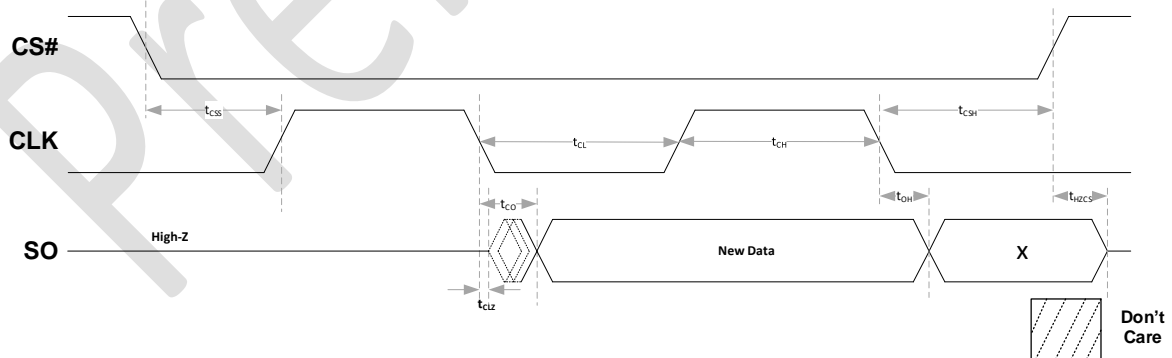 CS#
tCSS
tCSH
CLK
tCL
tCH
tCO
tOH
tHZCS
High-Z
SO
New Data
X
tCLZ
Don't
Care